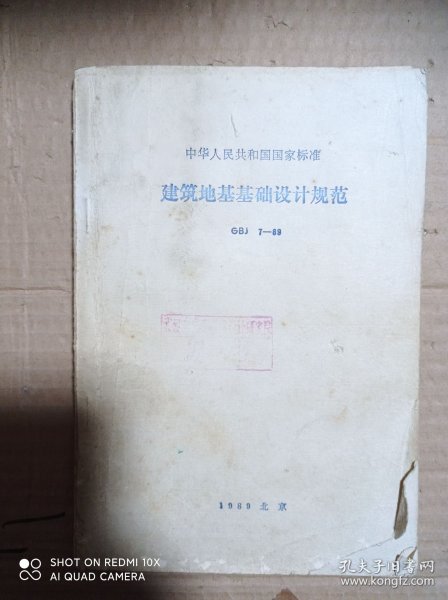 中华人民共和国国家标准
建筑地基基础设计规范
GBJ 7—89
1989 北京
SHOT ON REDMI 10X
AI QUAD CAMERA
孔夫子旧书网
www.kongfz.com